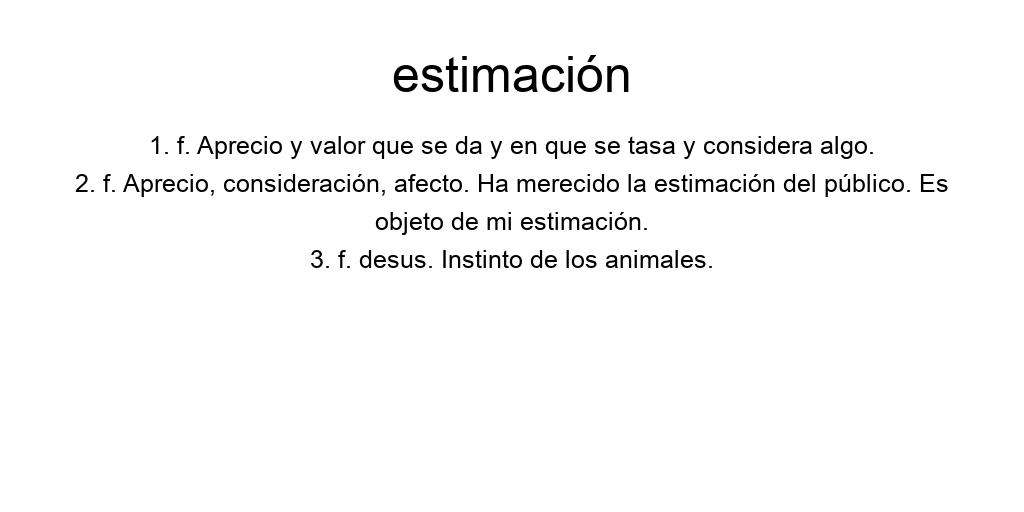 estimación
1. f. Aprecio y valor que se da y en que se tasa y considera algo.
2. f. Aprecio, consideración, afecto. Ha merecido la estimación del público. Es
objeto de mi estimación.
3. f. desus. Instinto de los animales.